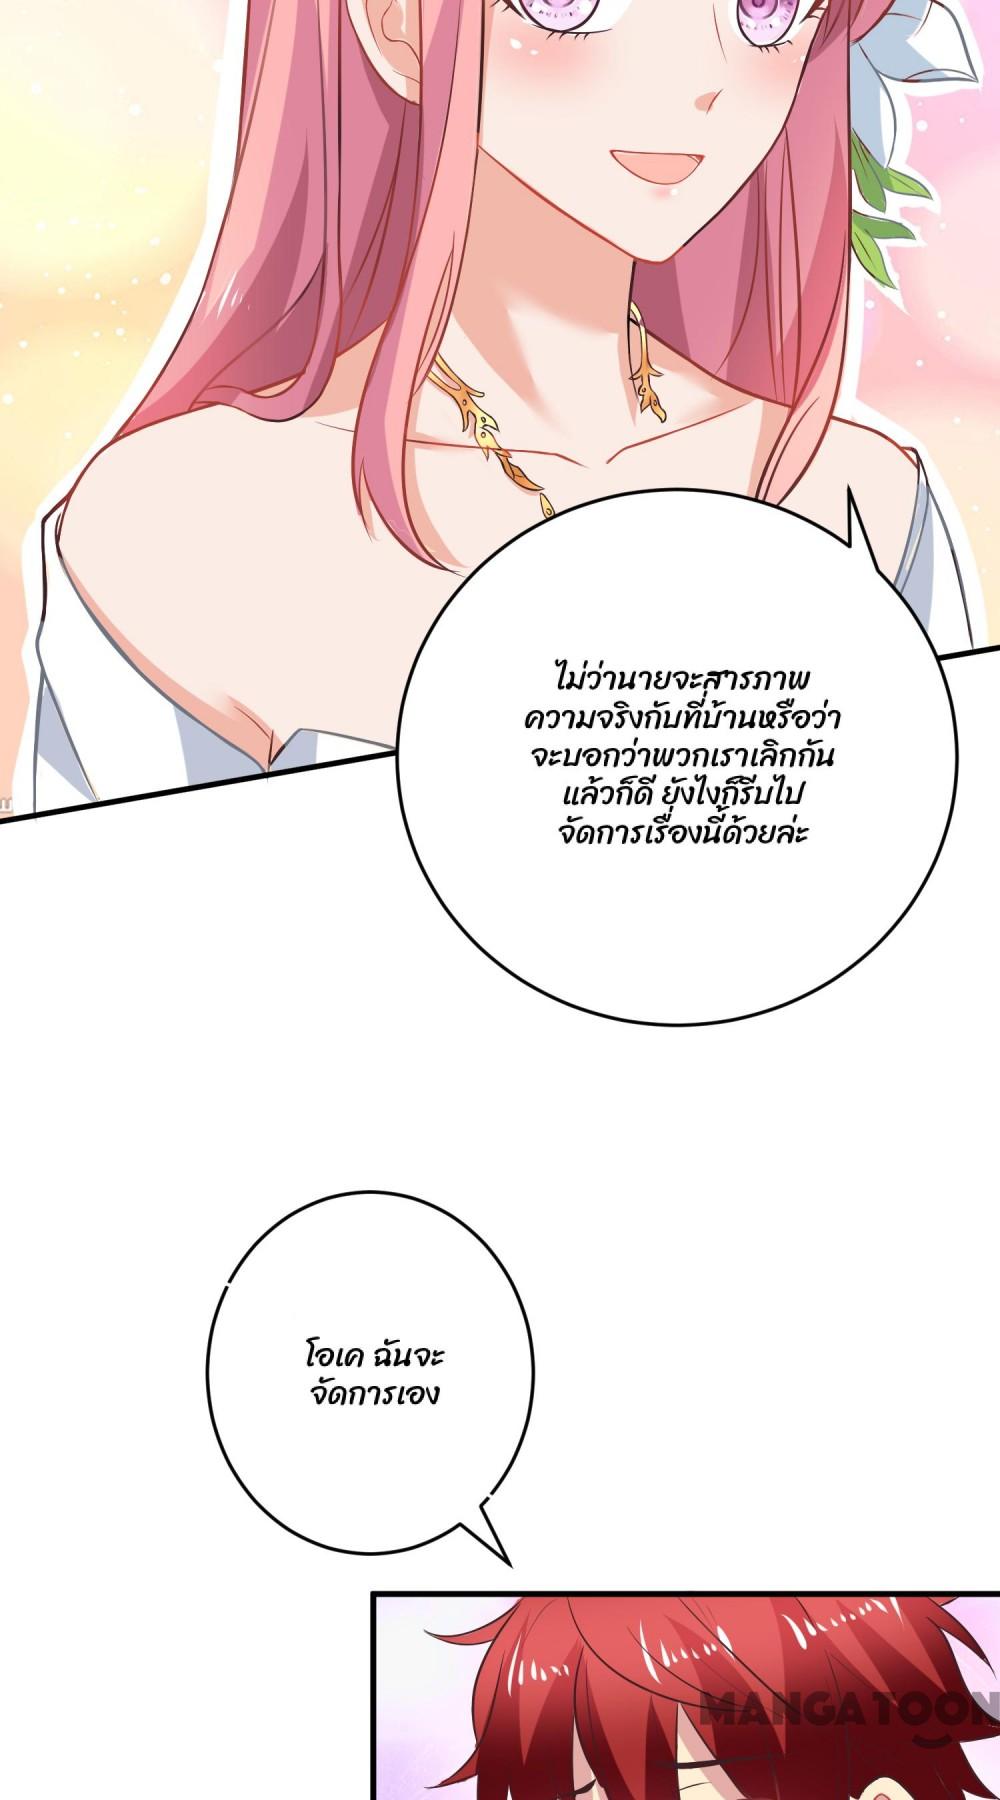 ไม่ว่านายจะสารภาพ
ความจริงกับที่บ้านหรือว่า
จะบอกว่าพวกเราเลิกกัน
แล้วก็ดี ยังไงก็รีบไป
จัดการเรื่องนี้ด้วยล่ะ
โอเค ฉันจะ
จัดการเอง
MANGATOON